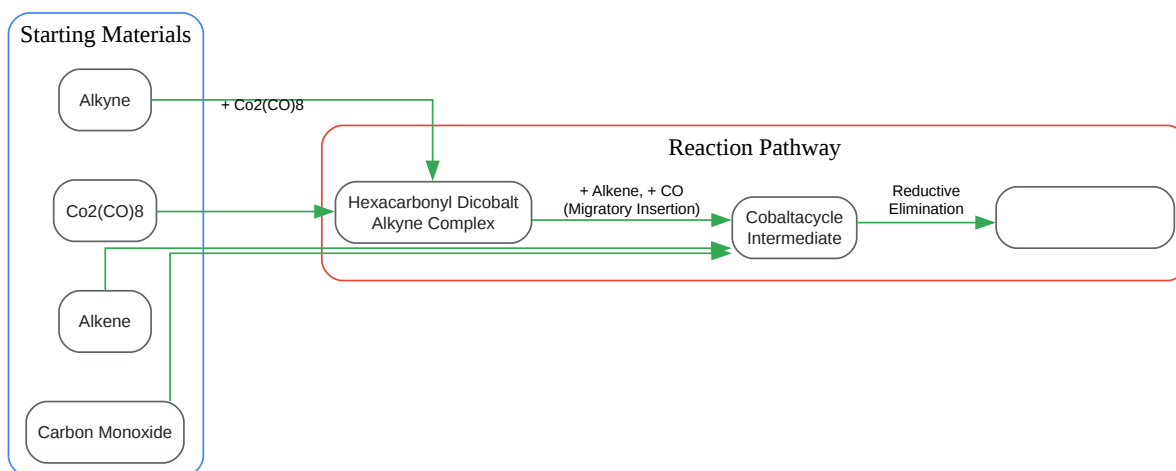 Starting Materials
Alkyne
+ Co2(CO)8
Reaction Pathway
Hexacarbonyl Dicobalt
Alkyne Complex
+ Alkene, + CO
(Migratory Insertion)
Cobaltacycle
Intermediate
Reductive
Elimination
Co2(CO)8
Alkene
Carbon Monoxide